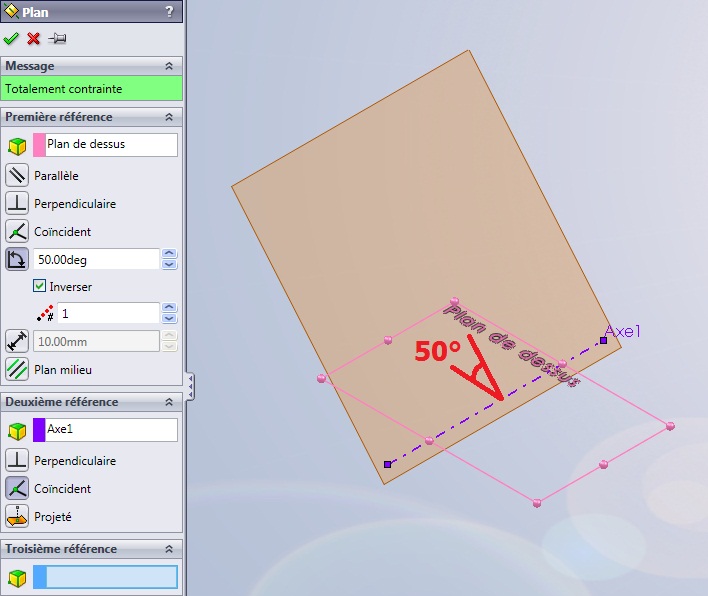 Plan
?
Message
Totalement contrainte
Première référence
Plan de dessus
Parallèle
Perpendiculaire
Coïncident
50.00deg
Inverser
1
10.00mm
Plan milieu
Deuxième référence
Axe1
Perpendiculaire
Coïncident
Projeté
Troisième référence
Plan de dessus
Axe1
50°